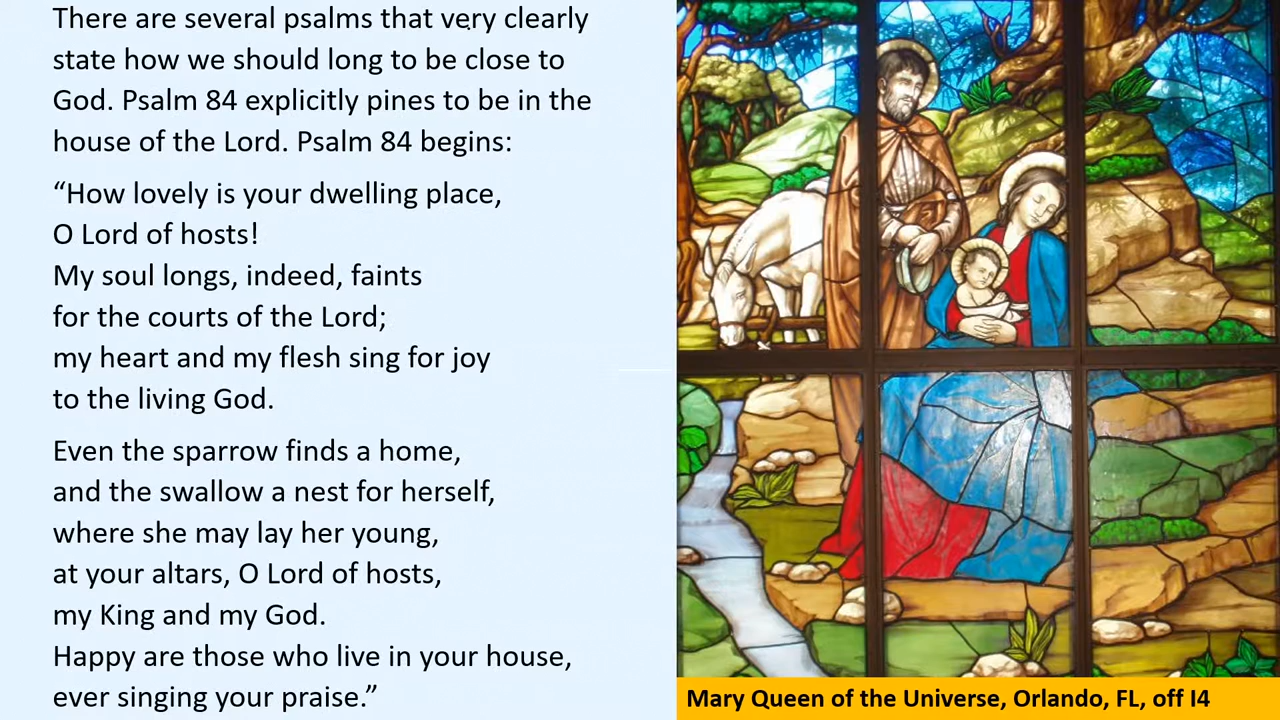 There are several psalms that very clearly
state how we should long to be close to
God. Psalm 84 explicitly pines to be in the
house of the Lord. Psalm 84 begins:
“How lovely is your dwelling place,
O Lord of hosts!
My soul longs, indeed, faints
for the courts of the Lord;
my heart and my flesh sing for joy
to the living God.
Even the sparrow finds a home,
and the swallow a nest for herself,
where she may lay her young,
at your altars, O Lord of hosts,
my King and my God.
Happy are those who live in your house,
ever singing your praise.”
Mary Queen of the Universe, Orlando, FL, off I4